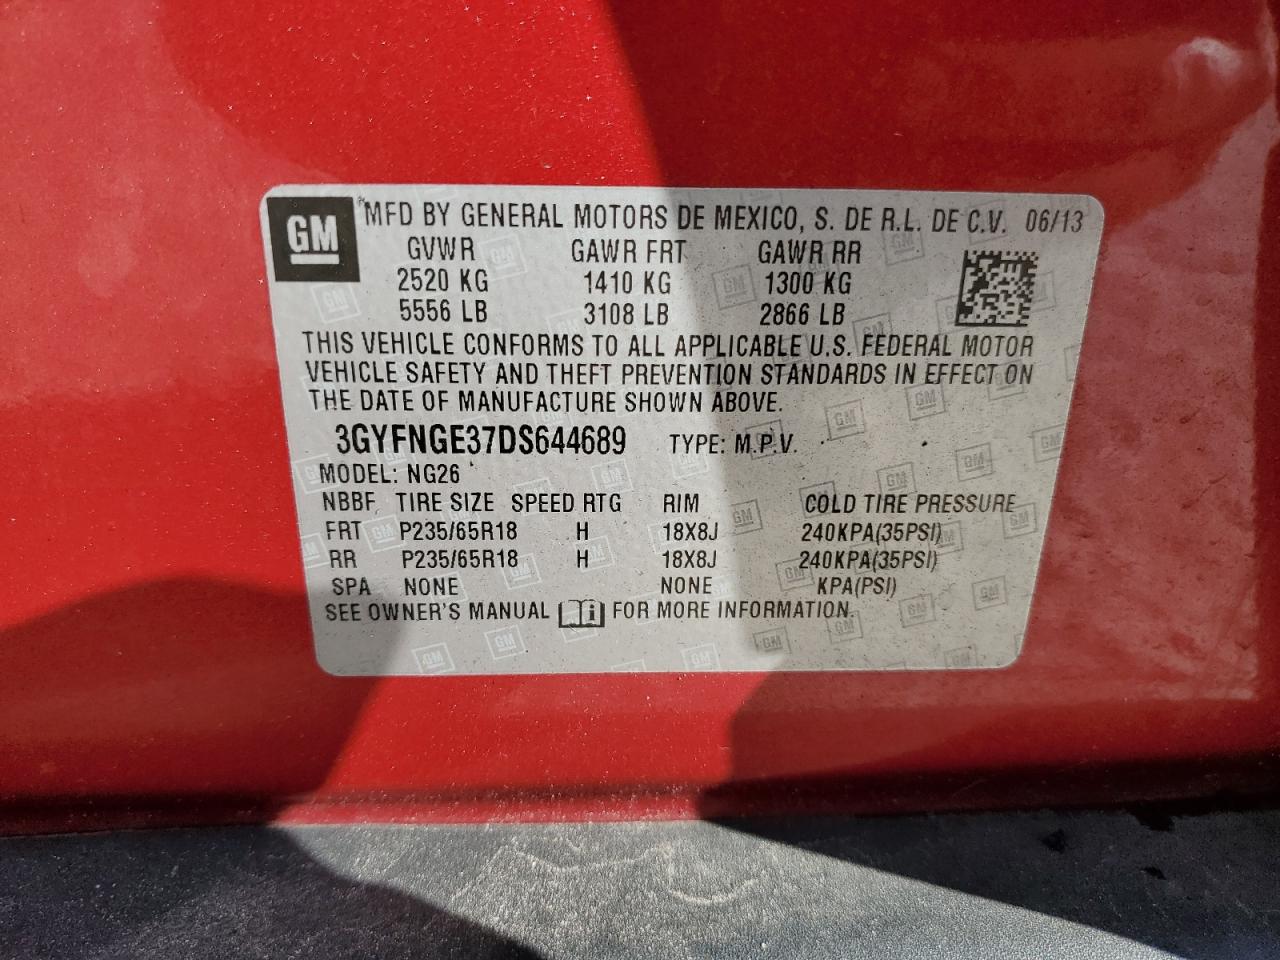 GM
MFD BY GENERAL MOTORS DE MEXICO, S. DE R.L. DE C.V. 06/13
GVWR GAWR FRT GAWR RR
2520 KG 1410 KG 1300 KG
5556 LB 3108 LB 2866 LB
THIS VEHICLE CONFORMS TO ALL APPLICABLE U.S. FEDERAL MOTOR
VEHICLE SAFETY AND THEFT PREVENTION STANDARDS IN EFFECT ON
THE DATE OF MANUFACTURE SHOWN ABOVE.
3GYFNGE37DS644689 TYPE: M.P.V.
MODEL: NG26
NBBF TIRE SIZE SPEED RTG RIM COLD TIRE PRESSURE
FRT P235/65R18 H 18X8J 240KPA(35PSI)
RR P235/65R18 H 18X8J 240KPA(35PSI)
SPA NONE NONE KPA(PSI)
SEE OWNER'S MANUAL i FOR MORE INFORMATION.